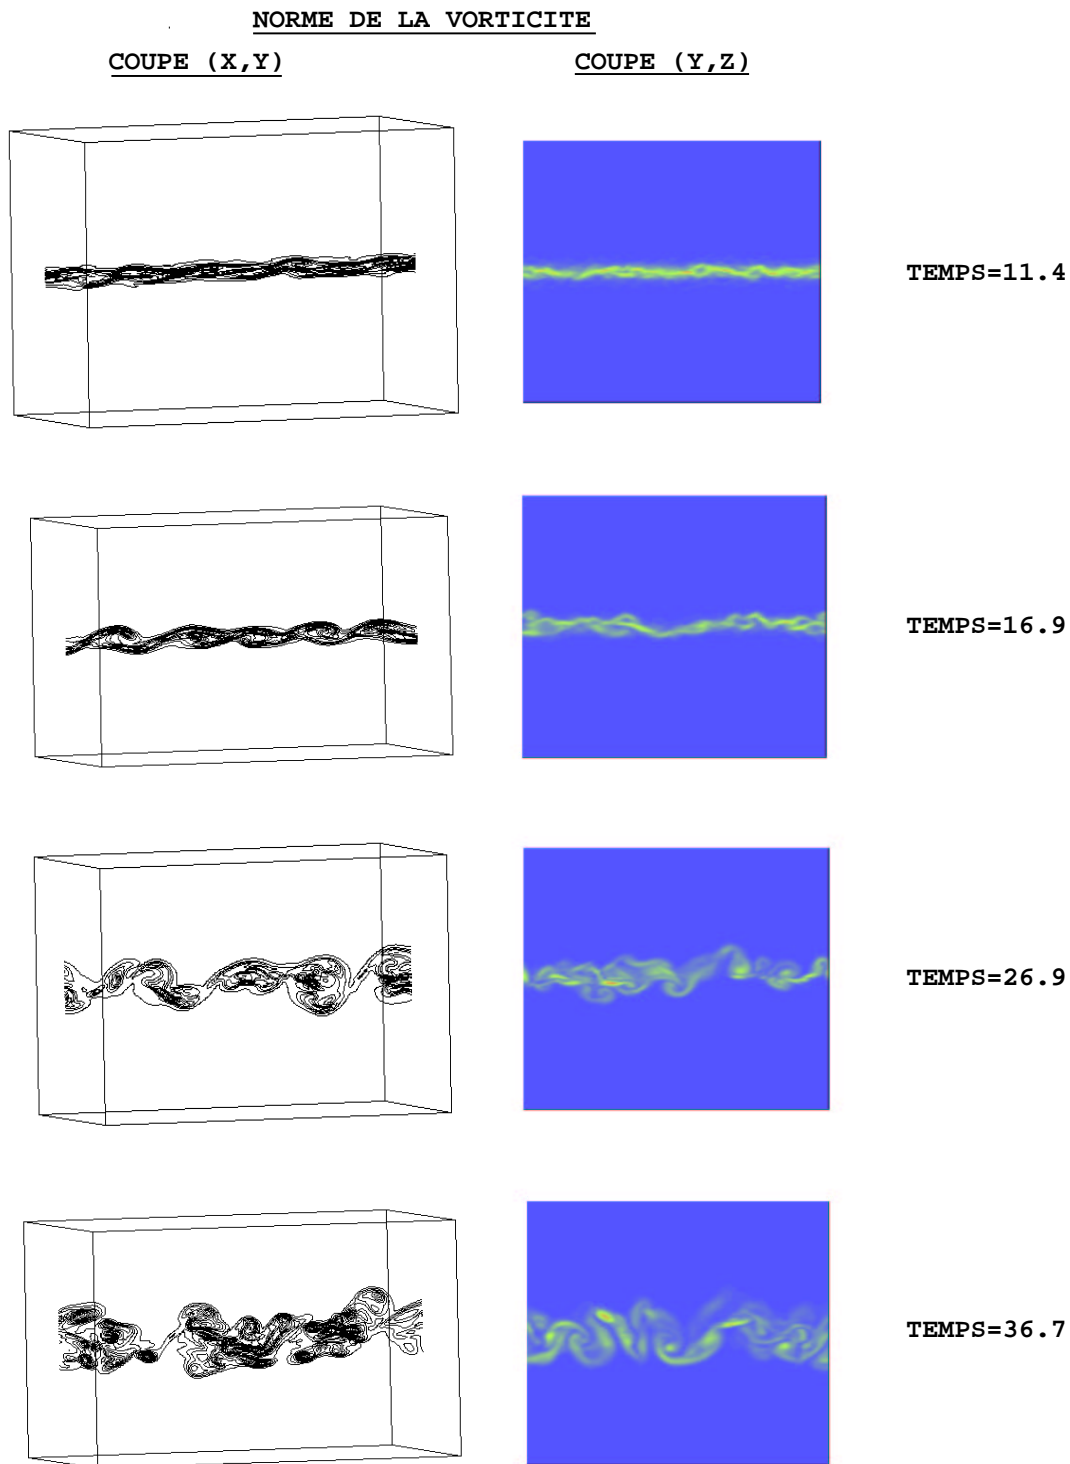 NORME DE LA VORTICITE
COUPE (X,Y)
COUPE (Y,Z)
TEMPS=11.4
TEMPS=16.9
TEMPS=26.9
TEMPS=36.7